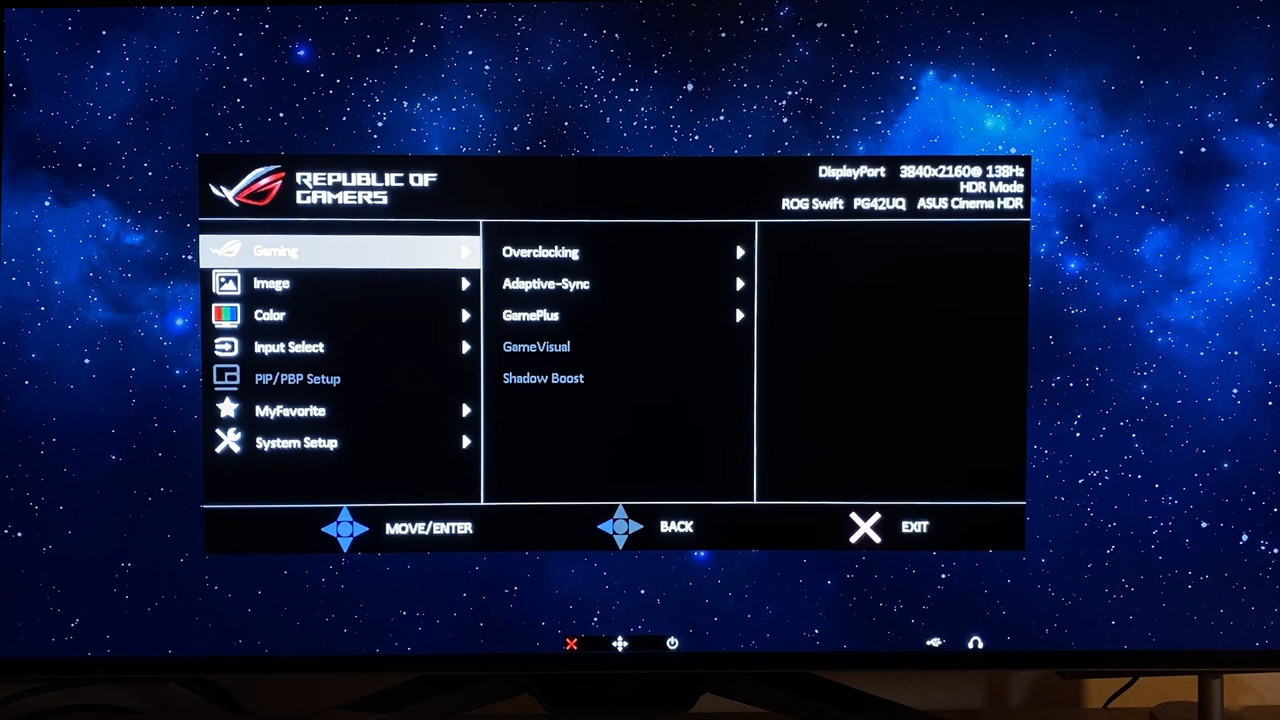 REPUBLIC OF
GAMERS
DisplayPort 3840x2160@ 138Hz
HDR Mode
ROG Swift PG42UQ ASUS Cinema HDR
Gaming
Image
Color
Input Select
PIP/PBP Setup
MyFavorite
System Setup
Overclocking
Adaptive-Sync
GamePlus
GameVisual
Shadow Boost
MOVE/ENTER
BACK
EXIT